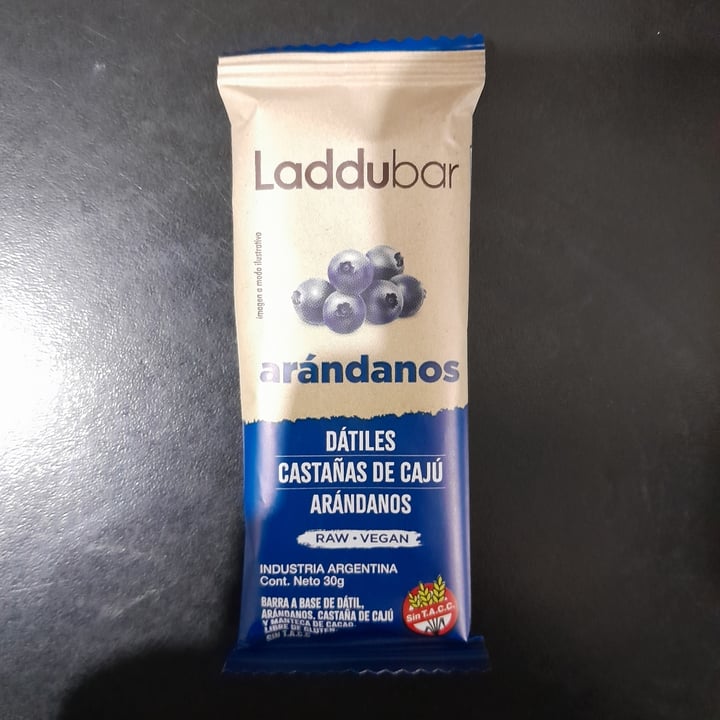 Laddubar
imagen a modo ilustrativo
arándanos
DÁTILES
CASTAÑAS DE CAJÚ
ARÁNDANOS
RAW • VEGAN
INDUSTRIA ARGENTINA
Cont. Neto 30g
BARRA A BASE DE DÁTIL,
ARÁNDANOS, CASTAÑA DE CAJÚ
Y MANTECA DE CACAO.
LIBRE DE GLUTEN.
SIN T.A.C.C
Sin T.A.C.C.